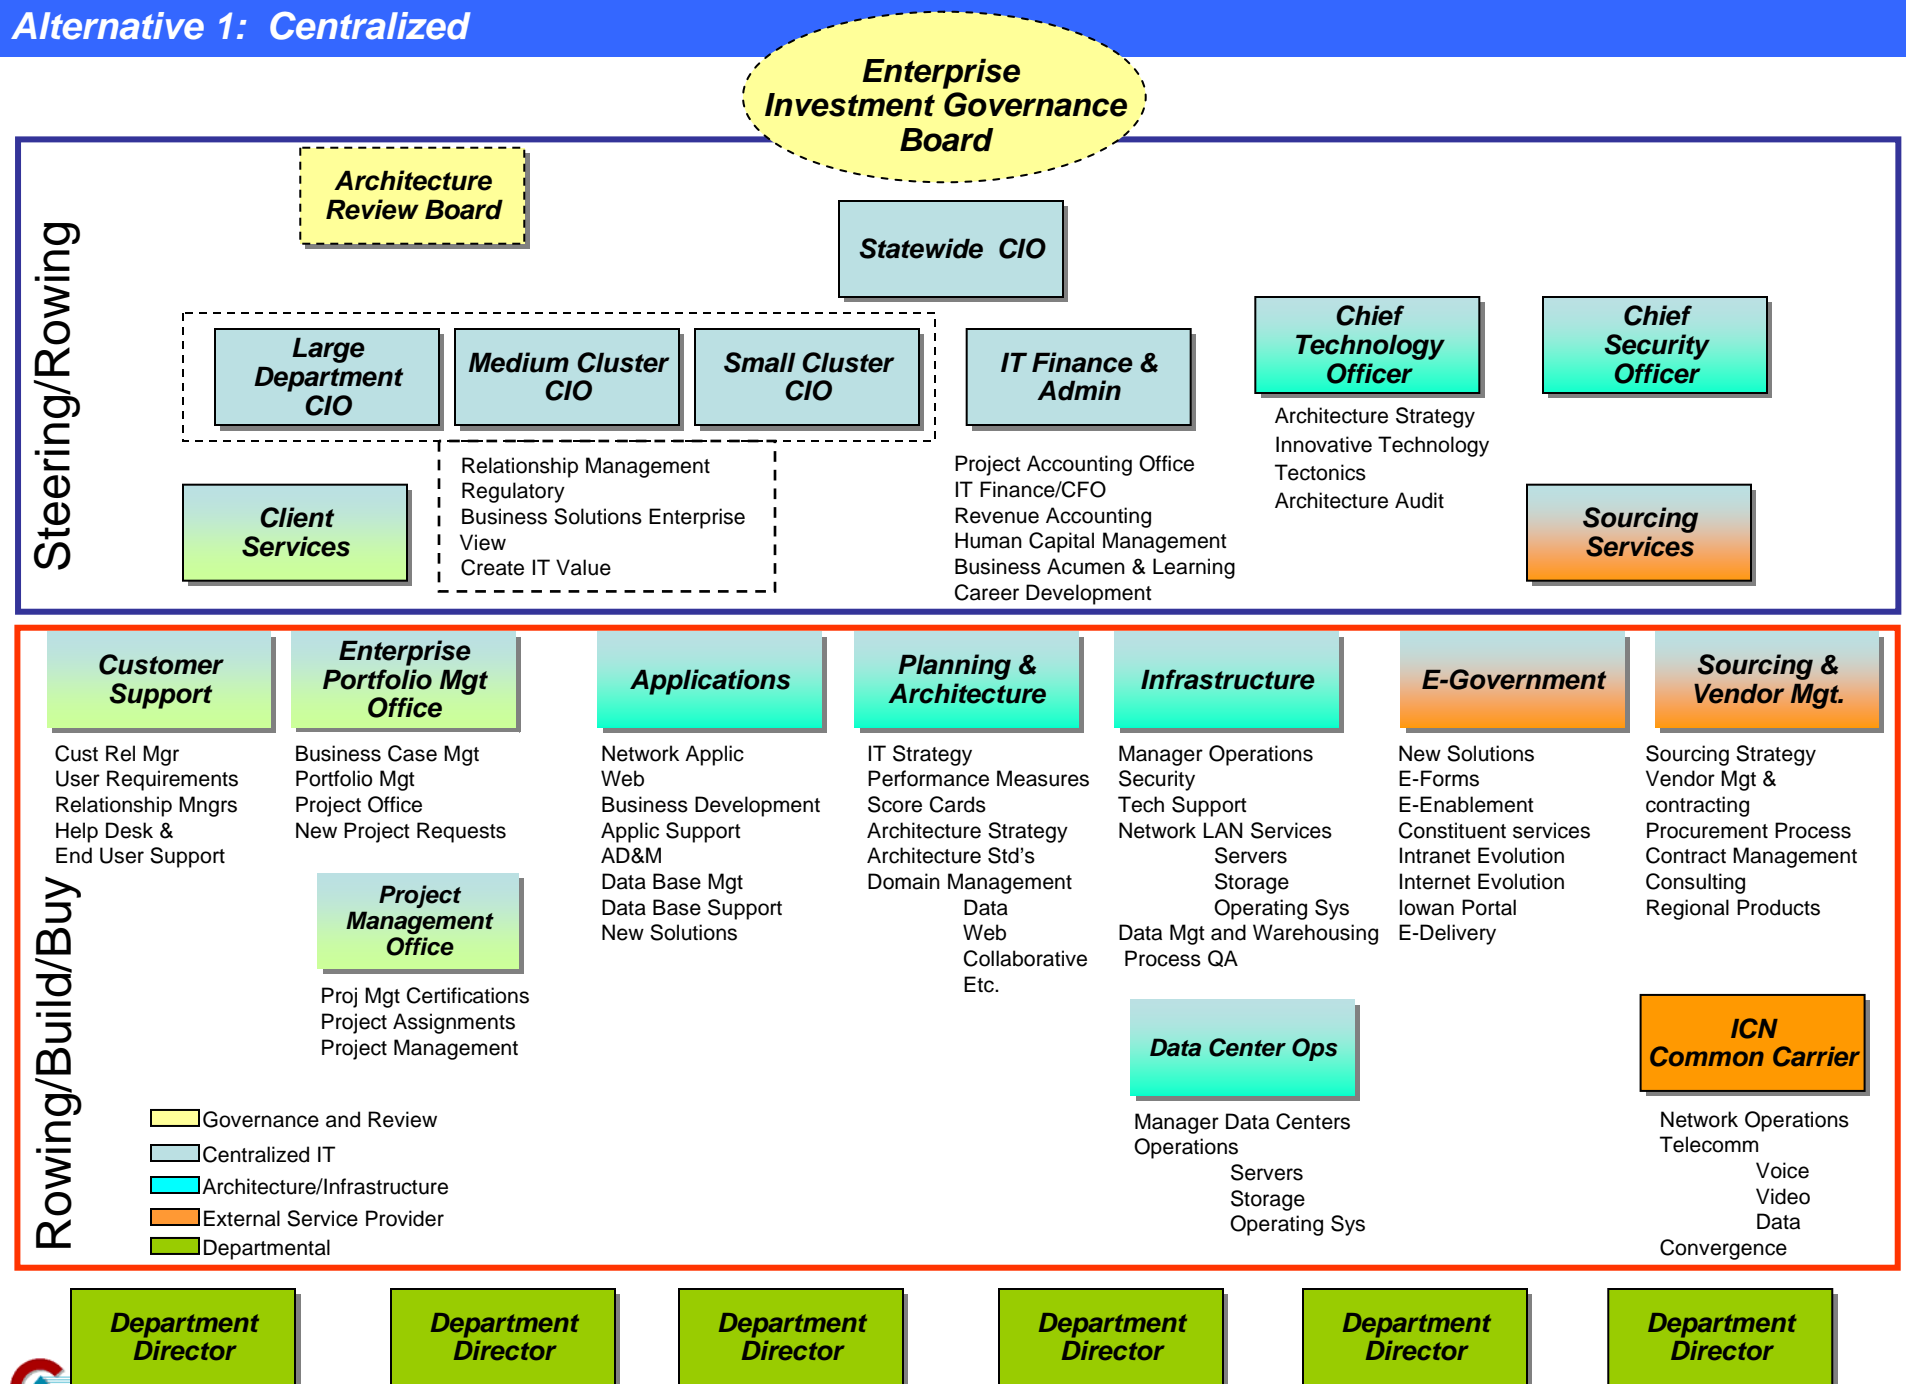 Alternative 1:  Centralized
Enterprise
Investment Governance
Board
Steering/Rowing
Architecture
Review Board
Statewide  CIO
Large
Department
CIO
Medium Cluster
CIO
Small Cluster
CIO
IT Finance &
Admin
Chief
Technology
Officer
Chief
Security
Officer
Client
Services
Relationship Management
Regulatory
Business Solutions Enterprise
View
Create IT Value
Project Accounting Office
IT Finance/CFO
Revenue Accounting
Human Capital Management
Business Acumen & Learning
Career Development
Architecture Strategy
Innovative Technology
Tectonics
Architecture Audit
Sourcing
Services
Rowing/Build/Buy
Customer
Support
Cust Rel Mgr
User Requirements
Relationship Mngrs
Help Desk &
End User Support
Enterprise
Portfolio Mgt
Office
Business Case Mgt
Portfolio Mgt
Project Office
New Project Requests
Project
Management
Office
Proj Mgt Certifications
Project Assignments
Project Management
Applications
Network Applic
Web
Business Development
Applic Support
AD&M
Data Base Mgt
Data Base Support
New Solutions
Planning &
Architecture
IT Strategy
Performance Measures
Score Cards
Architecture Strategy
Architecture Std's
Domain Management
Data
Web
Collaborative
Etc.
Infrastructure
Manager Operations
Security
Tech Support
Network LAN Services
Servers
Storage
Operating Sys
Data Mgt and Warehousing
Process QA
Data Center Ops
Manager Data Centers
Operations
Servers
Storage
Operating Sys
E-Government
New Solutions
E-Forms
E-Enablement
Constituent services
Intranet Evolution
Internet Evolution
Iowan Portal
E-Delivery
Sourcing &
Vendor Mgt.
Sourcing Strategy
Vendor Mgt &
contracting
Procurement Process
Contract Management
Consulting
Regional Products
ICN
Common Carrier
Network Operations
Telecomm
Voice
Video
Data
Convergence
Governance and Review
Centralized IT
Architecture/Infrastructure
External Service Provider
Departmental
Department
Director
Department
Director
Department
Director
Department
Director
Department
Director
Department
Director